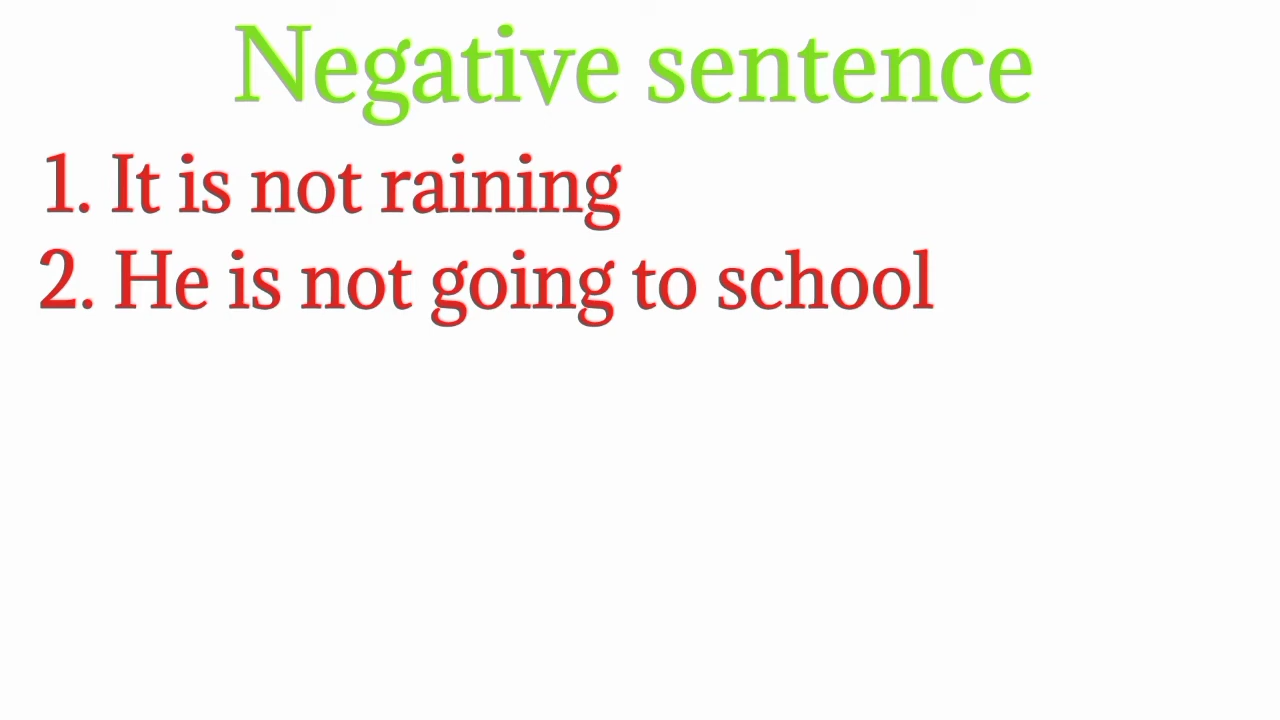 Negative sentence
1. It is not raining
2. He is not going to school